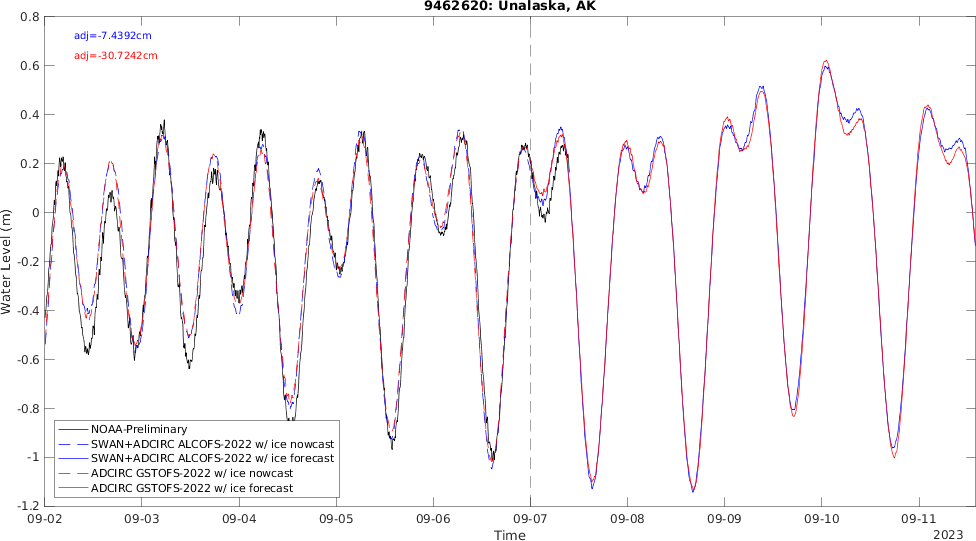 9462620: Unalaska, AK
adj=-7.4392cm
adj=-30.7242cm
Water Level (m)
0.8
0.6
0.4
0.2
0
-0.2
-0.4
-0.6
-0.8
-1
-1.2
NOAA-Preliminary
SWAN+ADCIRC ALCOFS-2022 w/ ice nowcast
SWAN+ADCIRC ALCOFS-2022 w/ ice forecast
ADCIRC GSTOFS-2022 w/ ice nowcast
ADCIRC GSTOFS-2022 w/ ice forecast
09-02 09-03 09-04 09-05 09-06 09-07 09-08 09-09 09-10 09-11
Time
2023